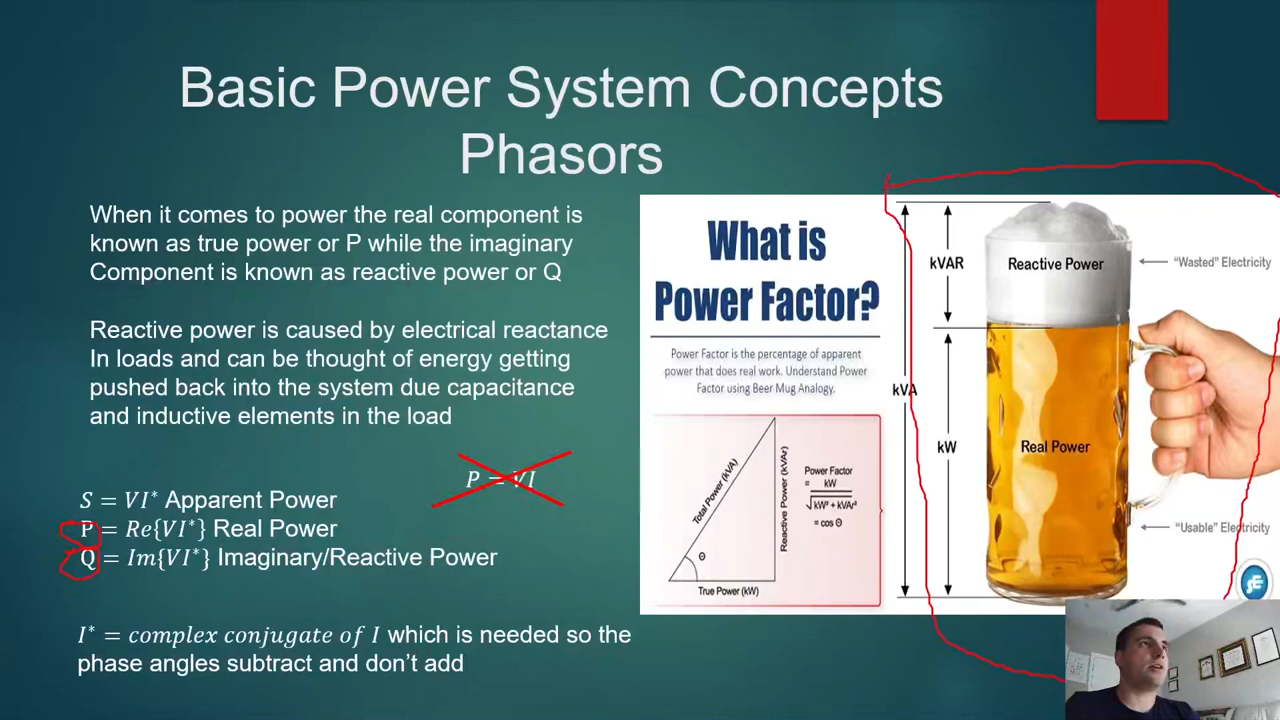 Basic Power System Concepts
Phasors
When it comes to power the real component is
known as true power or P while the imaginary
Component is known as reactive power or Q
Reactive power is caused by electrical reactance
In loads and can be thought of energy getting
pushed back into the system due capacitance
and inductive elements in the load
P = VI
S = VI* Apparent Power
P = Re{VI*} Real Power
Q = Im{VI*} Imaginary/Reactive Power
I* = complex conjugate of I which is needed so the
phase angles subtract and don't add
What is
Power Factor?
Power Factor is the percentage of apparent
power that does real work. Understand Power
Factor using Beer Mug Analogy.
Total Power (kVA)
Reactive Power (kVAr)
True Power (kW)
Θ
Power Factor
= kW
√kW² + kVAr²
= cos Θ
kVA
kVAR
kW
Reactive Power
Real Power
"Wasted" Electricity
"Usable" Electricity